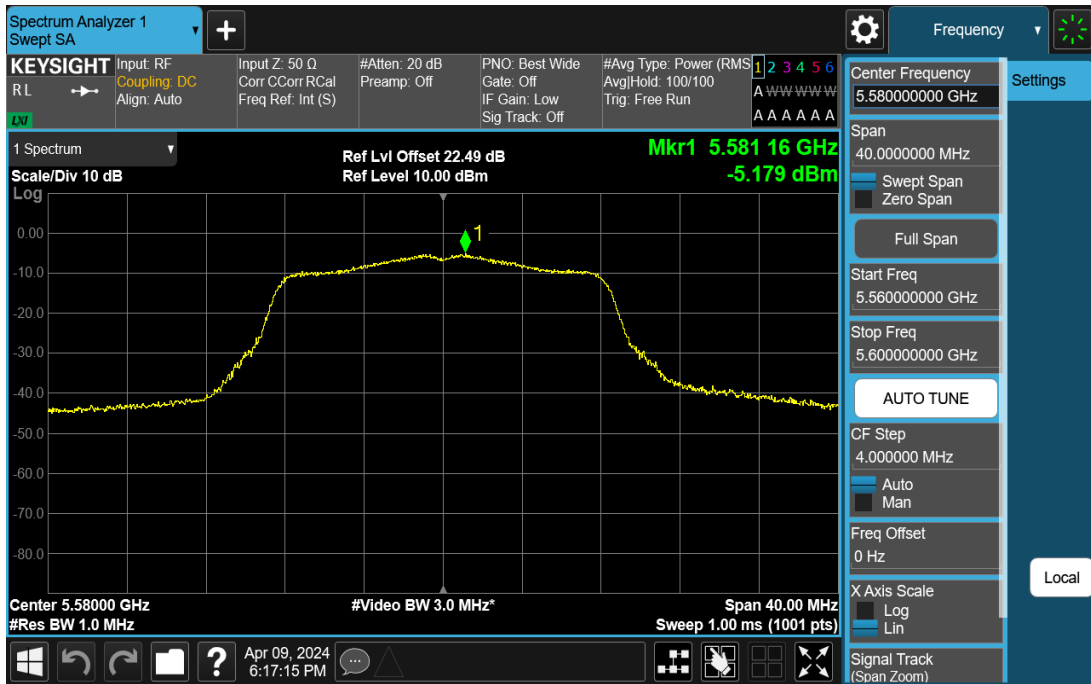 Spectrum Analyzer 1
Swept SA
+
Frequency
KEYSIGHT
RL
LXI
Input: RF
Coupling: DC
Align: Auto
Input Z: 50 Ω
Corr CCorr RCal
Freq Ref: Int (S)
#Atten: 20 dB
Preamp: Off
PNO: Best Wide
Gate: Off
IF Gain: Low
Sig Track: Off
#Avg Type: Power (RMS
Avg|Hold: 100/100
Trig: Free Run
1 2 3 4 5 6
A W W W W W
A A A A A A
1 Spectrum
Scale/Div 10 dB
Log
Ref Lvl Offset 22.49 dB
Ref Level 10.00 dBm
Mkr1 5.581 16 GHz
-5.179 dBm
1
0.00
-10.0
-20.0
-30.0
-40.0
-50.0
-60.0
-70.0
-80.0
Center 5.58000 GHz
#Res BW 1.0 MHz
#Video BW 3.0 MHz*
Span 40.00 MHz
Sweep 1.00 ms (1001 pts)
Center Frequency
5.580000000 GHz
Span
40.0000000 MHz
Swept Span
Zero Span
Full Span
Start Freq
5.560000000 GHz
Stop Freq
5.600000000 GHz
AUTO TUNE
CF Step
4.000000 MHz
Auto
Man
Freq Offset
0 Hz
X Axis Scale
Log
Lin
Signal Track
(Span Zoom)
Settings
Local
?
Apr 09, 2024
6:17:15 PM